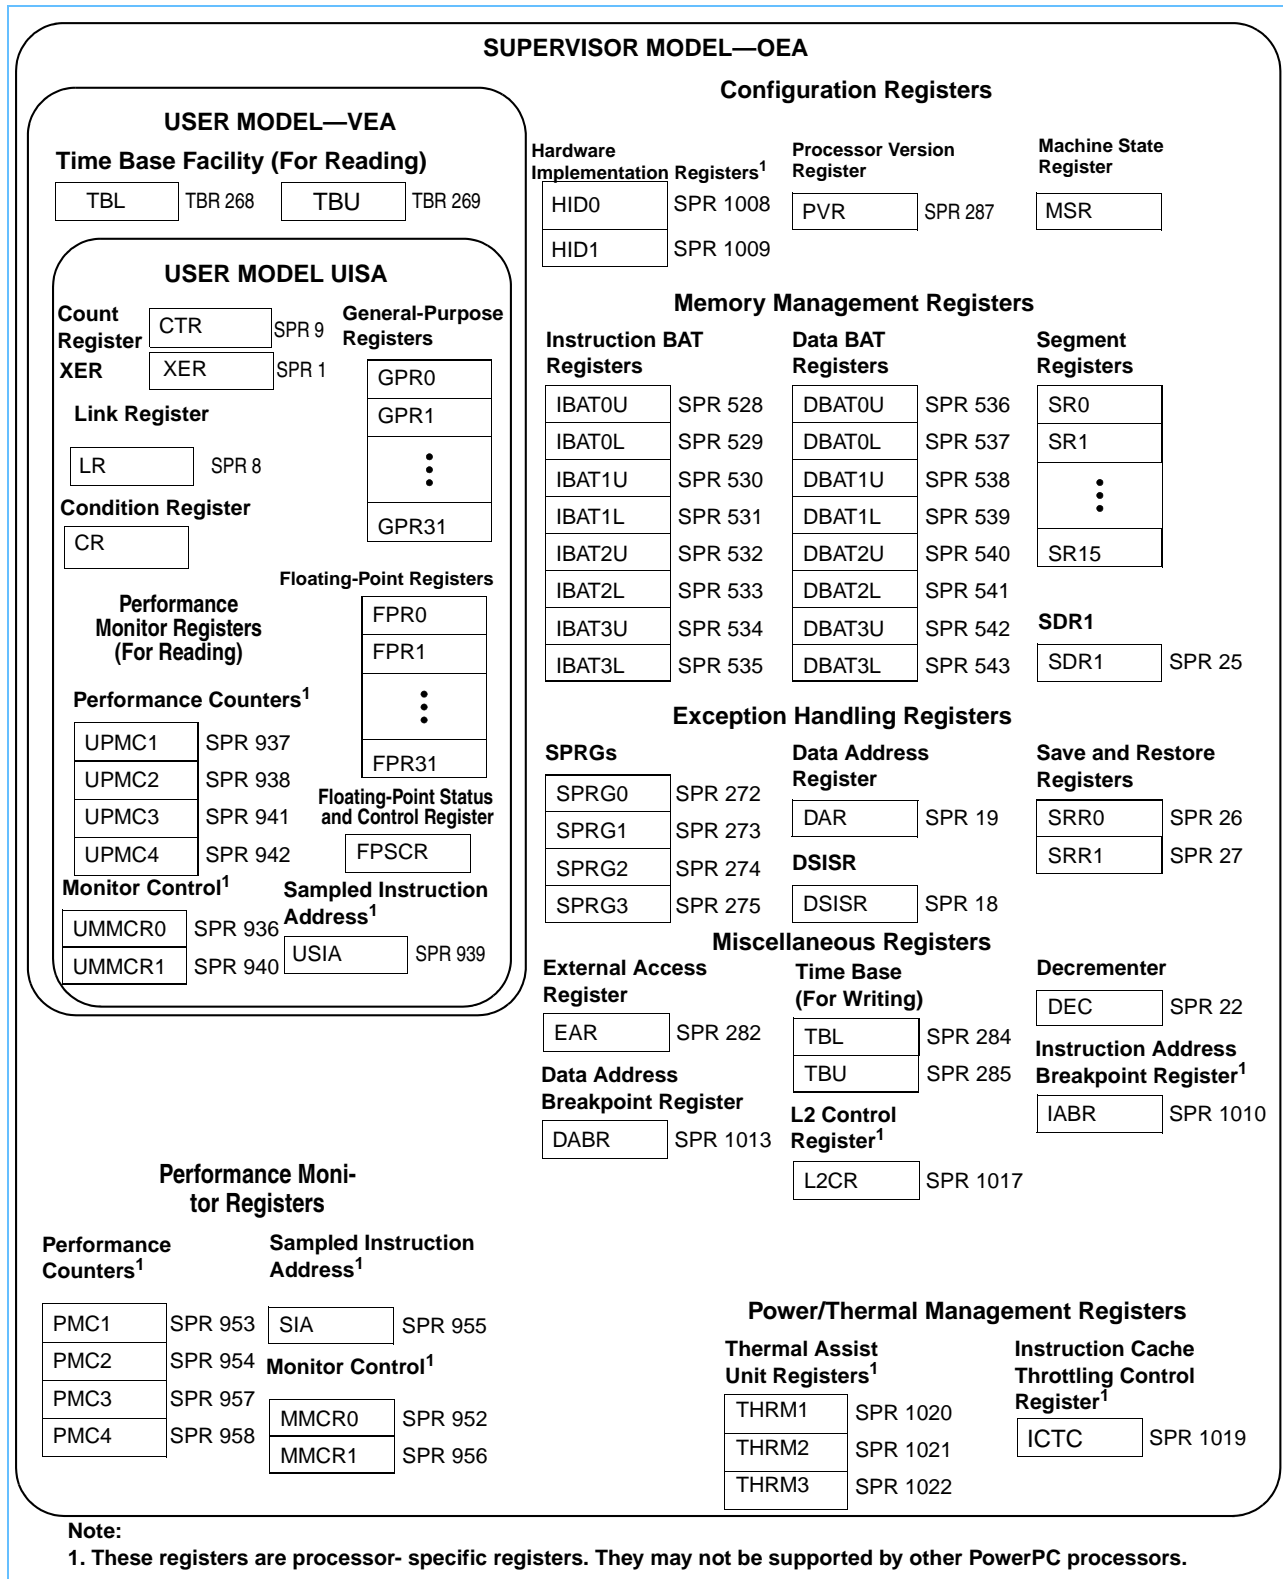 SUPERVISOR MODEL—OEA
Configuration Registers
USER MODEL—VEA
Time Base Facility (For Reading)
TBL TBR 268 TBU TBR 269
Hardware
Implementation Registers1
HID0 SPR 1008
HID1 SPR 1009
Processor Version
Register
PVR SPR 287
Machine State
Register
MSR
USER MODEL UISA
Count
Register
CTR SPR 9
XER XER SPR 1
General-Purpose
Registers
GPR0
GPR1
GPR31
Link Register
LR SPR 8
Condition Register
CR
Floating-Point Registers
FPR0
FPR1
FPR31
Performance
Monitor Registers
(For Reading)
Performance Counters1
UPMC1 SPR 937
UPMC2 SPR 938
UPMC3 SPR 941
UPMC4 SPR 942
Floating-Point Status
and Control Register
FPSCR
Monitor Control1
UMMCR0 SPR 936
UMMCR1 SPR 940
Sampled Instruction
Address1
USIA SPR 939
Memory Management Registers
Instruction BAT
Registers
IBAT0U SPR 528
IBAT0L SPR 529
IBAT1U SPR 530
IBAT1L SPR 531
IBAT2U SPR 532
IBAT2L SPR 533
IBAT3U SPR 534
IBAT3L SPR 535
Data BAT
Registers
DBAT0U SPR 536
DBAT0L SPR 537
DBAT1U SPR 538
DBAT1L SPR 539
DBAT2U SPR 540
DBAT2L SPR 541
DBAT3U SPR 542
DBAT3L SPR 543
Segment
Registers
SR0
SR1
SR15
SDR1
SDR1 SPR 25
Exception Handling Registers
SPRGs
SPRG0 SPR 272
SPRG1 SPR 273
SPRG2 SPR 274
SPRG3 SPR 275
Data Address
Register
DAR SPR 19
DSISR
DSISR SPR 18
Save and Restore
Registers
SRR0 SPR 26
SRR1 SPR 27
Miscellaneous Registers
External Access
Register
EAR SPR 282
Data Address
Breakpoint Register
DABR SPR 1013
Time Base
(For Writing)
TBL SPR 284
TBU SPR 285
L2 Control
Register1
L2CR SPR 1017
Decrementer
DEC SPR 22
Instruction Address
Breakpoint Register1
IABR SPR 1010
Performance Moni-
tor Registers
Performance
Counters1
PMC1 SPR 953
PMC2 SPR 954
PMC3 SPR 957
PMC4 SPR 958
Sampled Instruction
Address1
SIA SPR 955
Monitor Control1
MMCR0 SPR 952
MMCR1 SPR 956
Power/Thermal Management Registers
Thermal Assist
Unit Registers1
THRM1 SPR 1020
THRM2 SPR 1021
THRM3 SPR 1022
Instruction Cache
Throttling Control
Register1
ICTC SPR 1019
Note:
1. These registers are processor- specific registers. They may not be supported by other PowerPC processors.